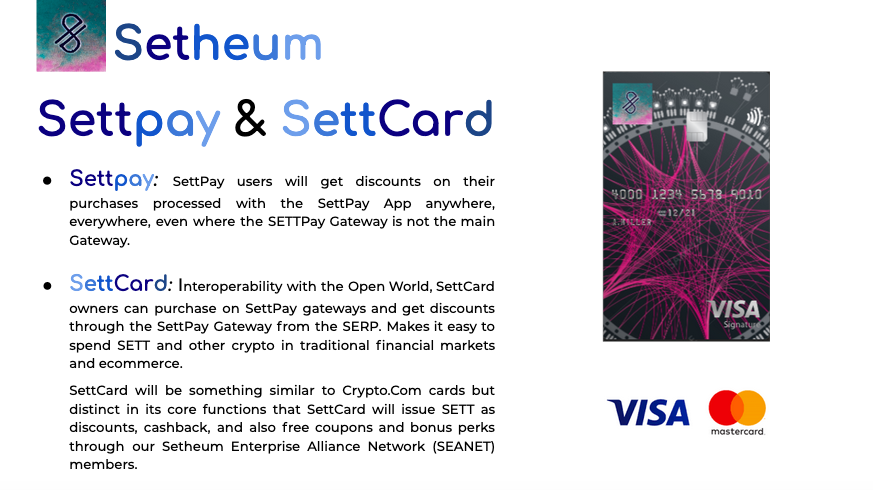 Setheum
Settpay & SettCard
● Settpay: SettPay users will get discounts on their
purchases processed with the SettPay App anywhere,
everywhere, even where the SETTPay Gateway is not the main
Gateway.
● SettCard: Interoperability with the Open World, SettCard
owners can purchase on SettPay gateways and get discounts
through the SettPay Gateway from the SERP. Makes it easy to
spend SETT and other crypto in traditional financial markets
and ecommerce.
SettCard will be something similar to Crypto.Com cards but
distinct in its core functions that SettCard will issue SETT as
discounts, cashback, and also free coupons and bonus perks
through our Setheum Enterprise Alliance Network (SEANET)
members.
4000 1234 5678 9010
12/21
VISA
Signature
VISA
mastercard.